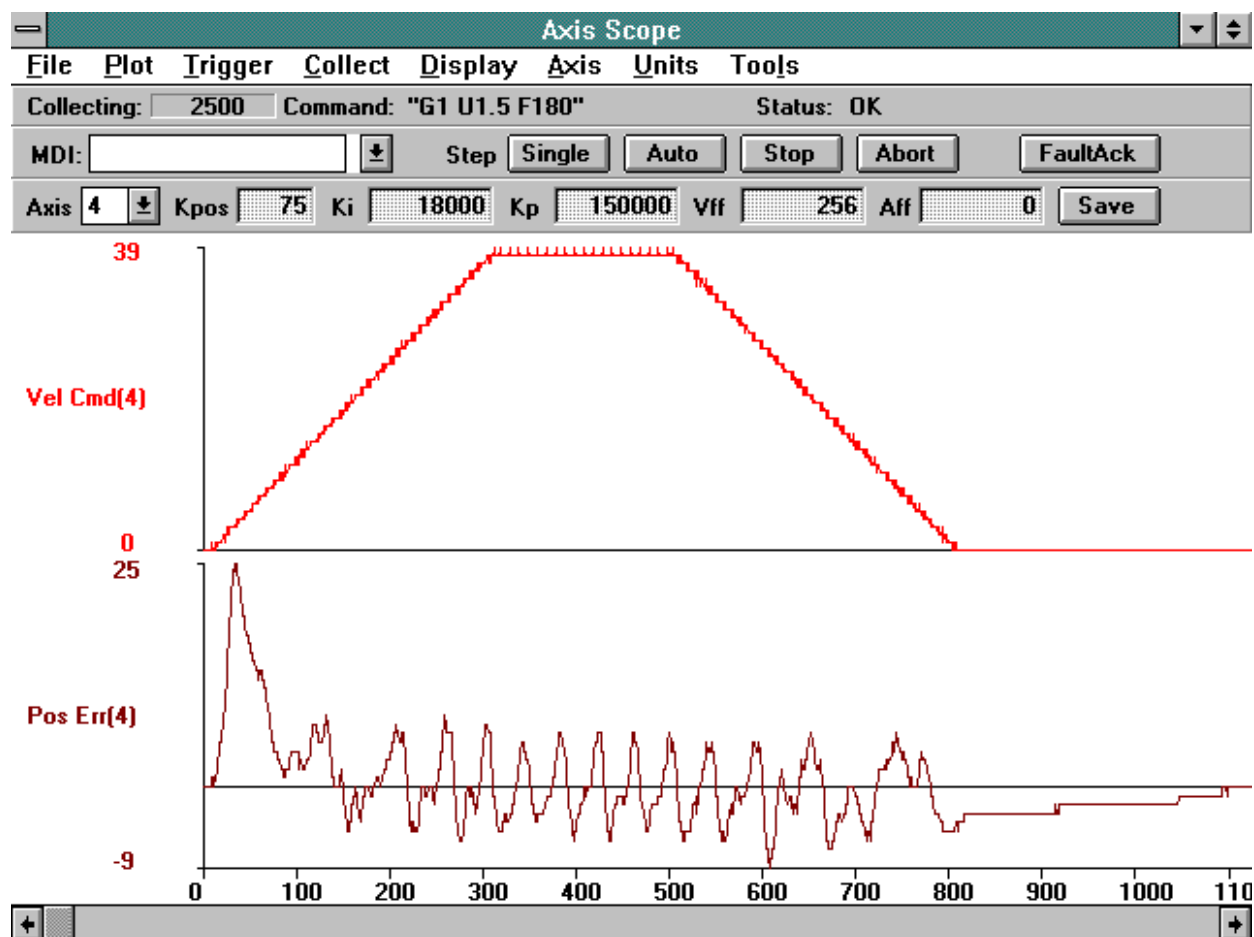 Axis Scope
File Plot Trigger Collect Display Axis Units Tools
Collecting: 2500 Command: "G1 U1.5 F180" Status: OK
MDI: Step Single Auto Stop Abort FaultAck
Axis 4 Kpos 75 Ki 18000 Kp 150000 Vff 256 Aff 0 Save
39
Vel Cmd(4)
0
25
Pos Err(4)
-9
0 100 200 300 400 500 600 700 800 900 1000 110